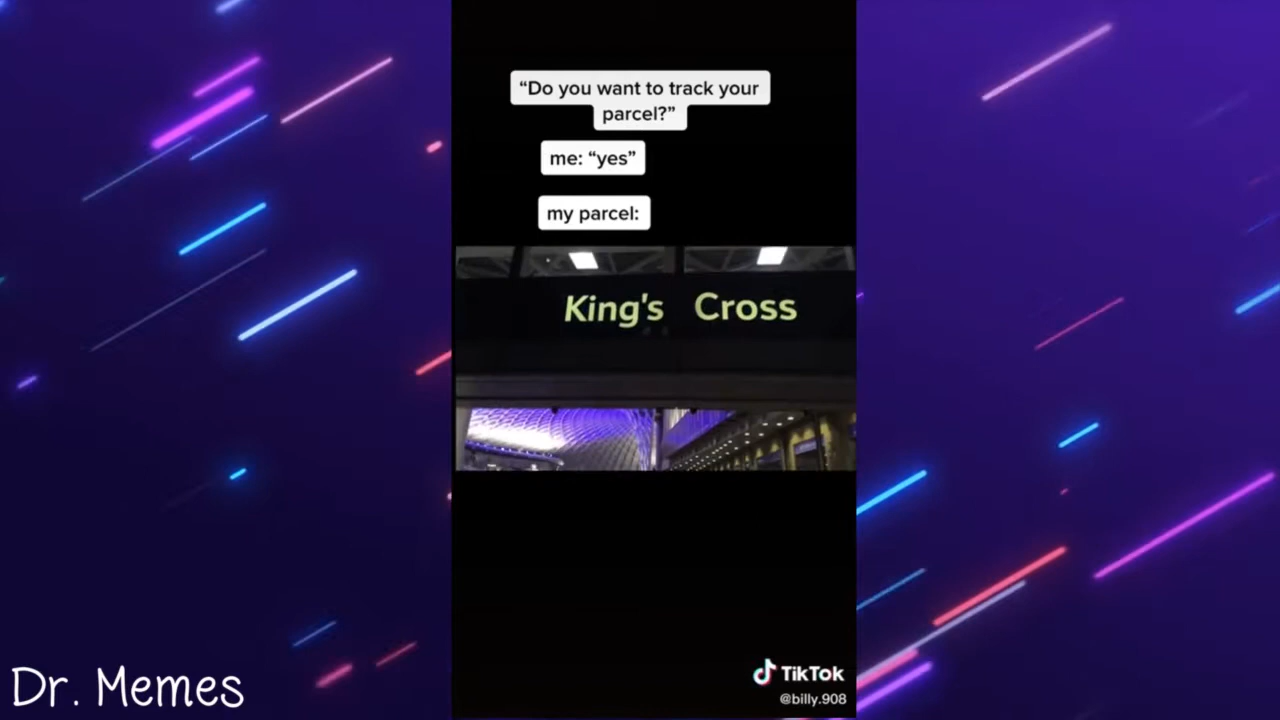 “Do you want to track your
parcel?”
me: “yes”
my parcel:
King's Cross
TikTok
@billy.908
Dr. Memes